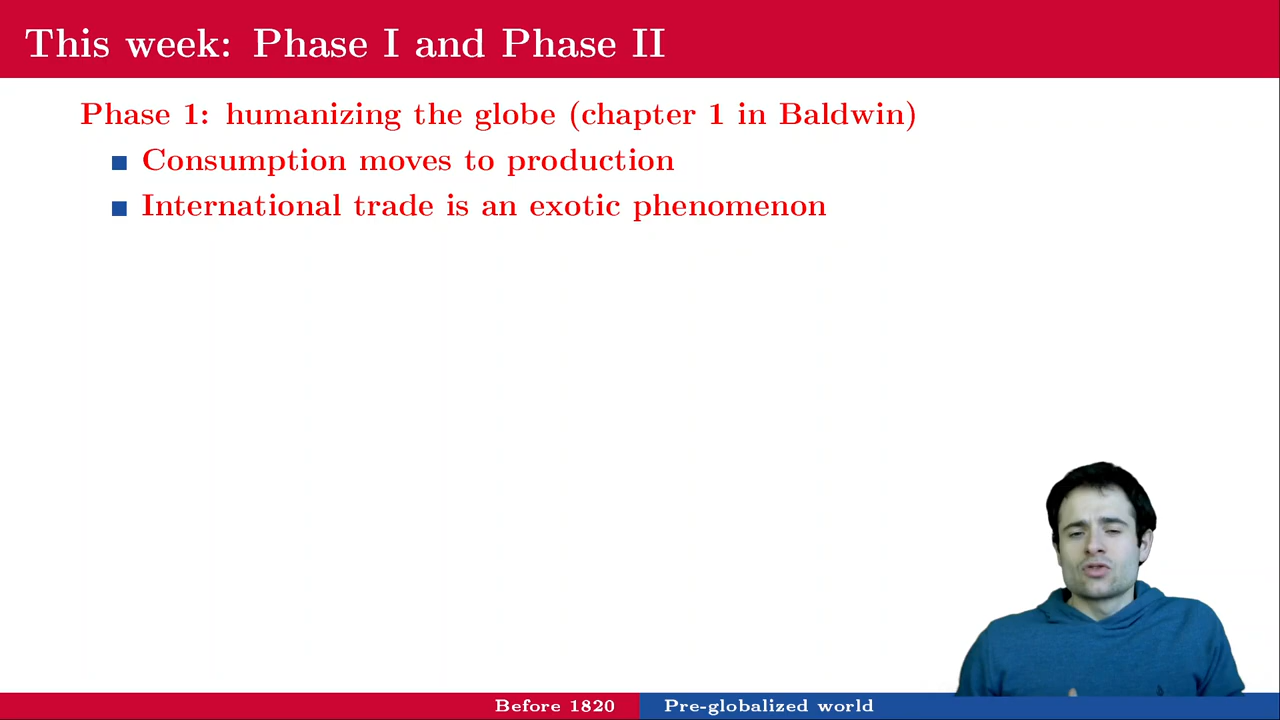 This week: Phase I and Phase II
Phase 1: humanizing the globe (chapter 1 in Baldwin)
Consumption moves to production
International trade is an exotic phenomenon
Before 1820 Pre-globalized world